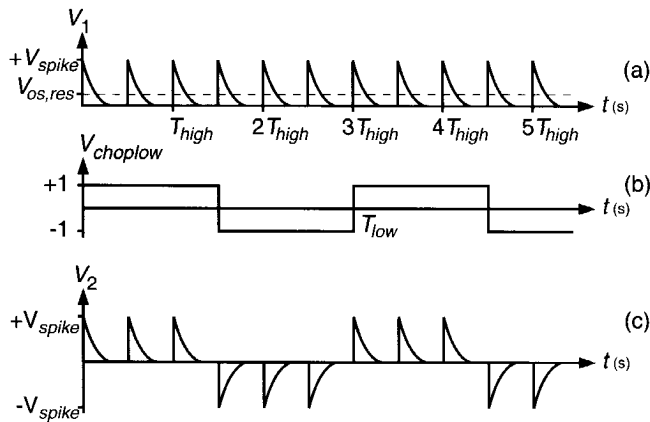 V1
+Vspike
Vos,res
(a)
t (s)
Thigh 2Thigh 3Thigh 4Thigh 5Thigh
Vchoplow
+1
-1
(b)
t (s)
Tlow
V2
+Vspike
(c)
t (s)
-Vspike